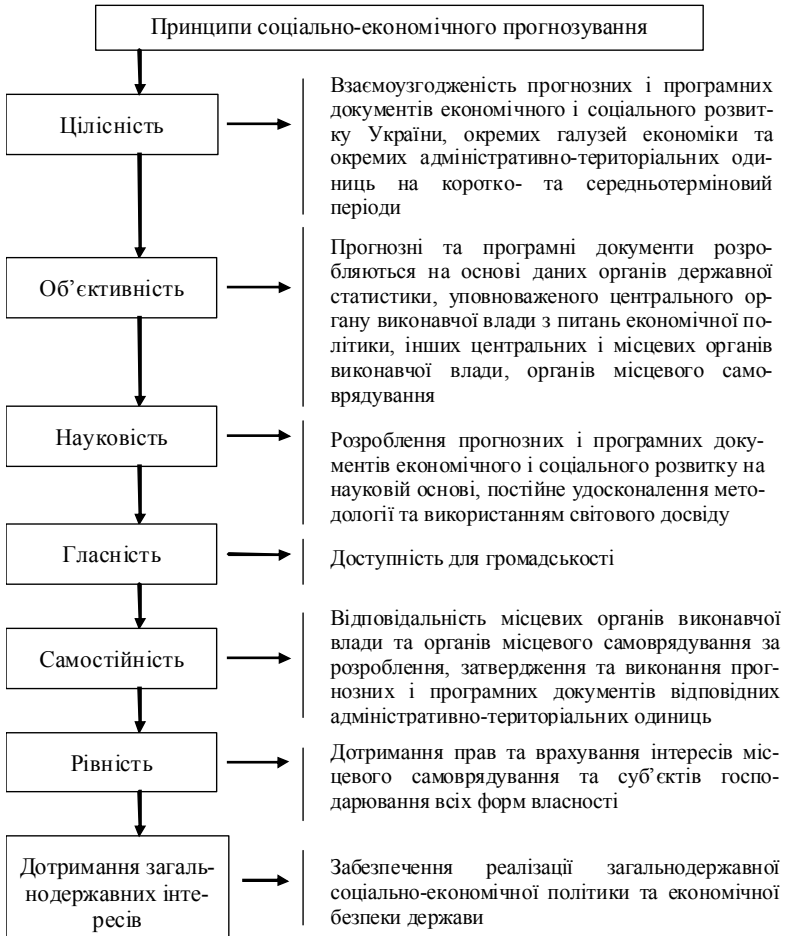 Принципи соціально-економічного прогнозування
Цілісність
Взаємоузгодженість прогнозних і програмних
документів економічного і соціального розвит-
ку України, окремих галузей економіки та
окремих адміністративно-територіальних оди-
ниць на коротко- та середньотерміновий
періоди
Об’єктивність
Прогнозні та програмні документи розро-
бляються на основі даних органів державної
статистики, уповноваженого центрального ор-
гану виконавчої влади з питань економічної по-
літики, інших центральних і місцевих органів
виконавчої влади, органів місцевого само-
врядування
Науковість
Розроблення прогнозних і програмних доку-
ментів економічного і соціального розвитку на
науковій основі, постійне удосконалення мето-
дології та використанням світового досвіду
Гласність
Доступність для громадськості
Самостійність
Відповідальність місцевих органів виконавчої
влади та органів місцевого самоврядування за
розроблення, затвердження та виконання прог-
нозних і програмних документів відповідних
адміністративно-територіальних одиниць
Рівність
Дотримання прав та врахування інтересів міс-
цевого самоврядування та суб’єктів госпо-
дарювання всіх форм власності
Дотримання загаль-
нодержавних інте-
ресів
Забезпечення реалізації загальнодержавної
соціально-економічної політики та економічної
безпеки держави